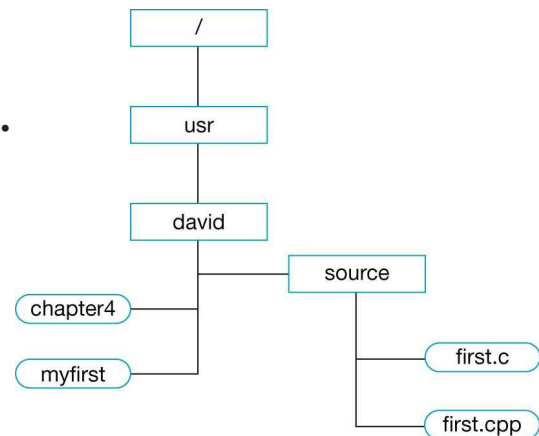 /
usr
david
source
chapter4
myfirst
first.c
first.cpp